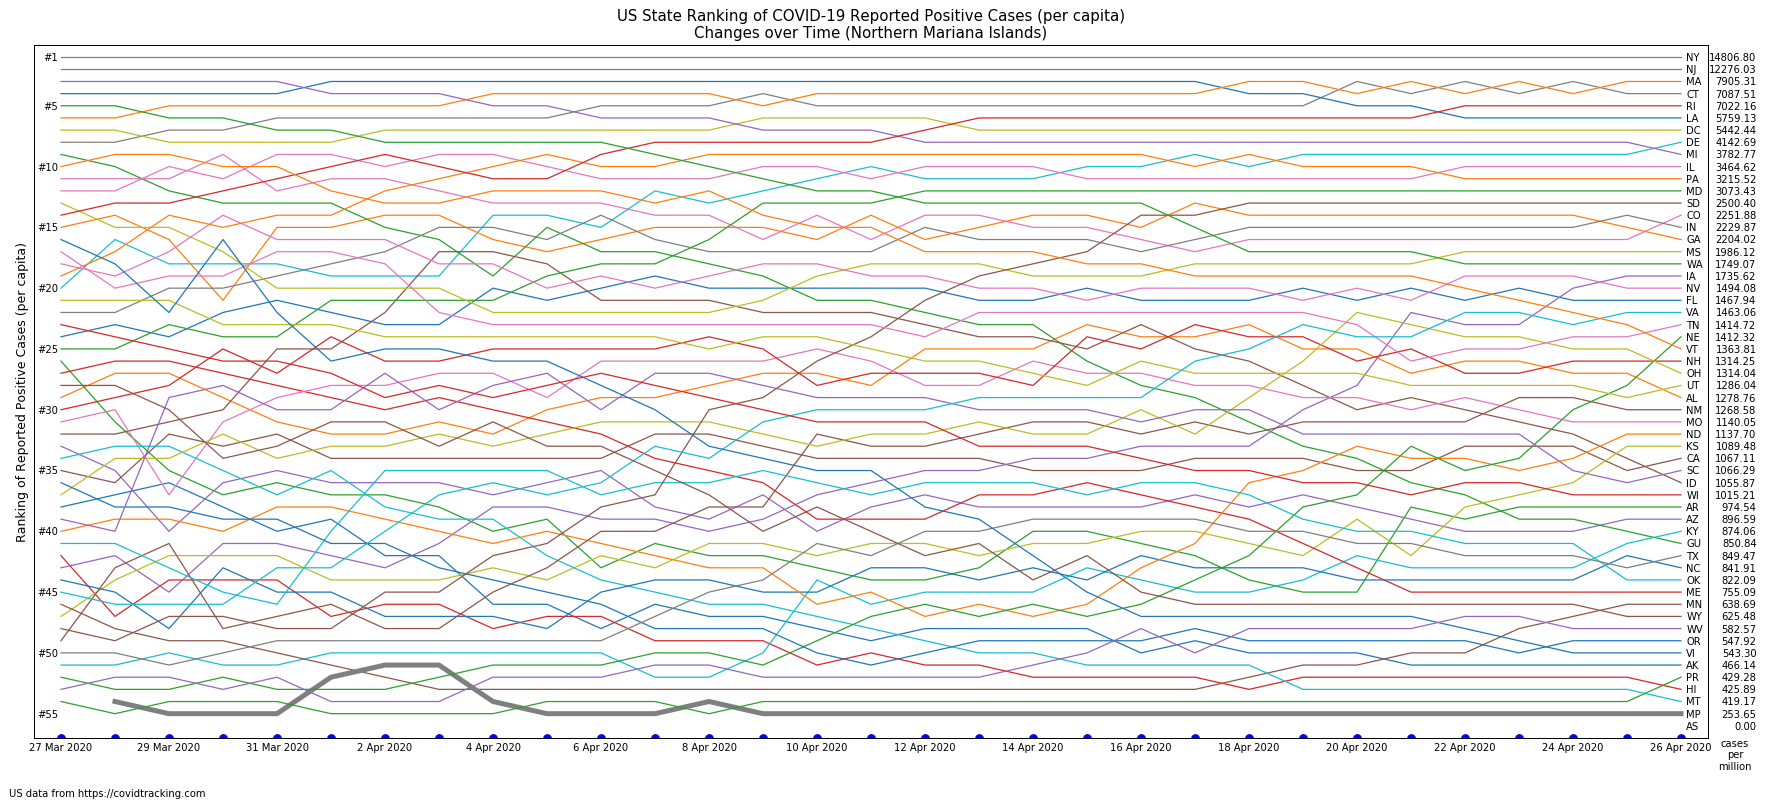 US State Ranking of COVID-19 Reported Positive Cases (per capita)
Changes over Time (Northern Mariana Islands)
Ranking of Reported Positive Cases (per capita)
#1
#5
#10
#15
#20
#25
#30
#35
#40
#45
#50
#55
NY 14806.80
NJ 12276.03
MA 7905.31
CT 7087.51
RI 7022.16
LA 5759.13
DC 5442.44
DE 4142.69
MI 3782.77
IL 3464.62
PA 3215.52
MD 3073.43
SD 2500.40
CO 2251.88
IN 2229.87
GA 2204.02
MS 1986.12
WA 1749.07
IA 1735.62
NV 1494.08
FL 1467.94
VA 1463.06
TN 1414.72
NE 1412.32
VT 1363.81
NH 1314.25
OH 1314.04
UT 1286.04
AL 1278.76
NM 1268.58
MO 1140.05
ND 1137.70
KS 1089.48
CA 1067.11
SC 1066.29
ID 1055.87
WI 1015.21
AR 974.54
AZ 896.59
KY 874.06
GU 850.84
TX 849.47
NC 841.91
OK 822.09
ME 755.09
MN 638.69
WY 625.48
WV 582.57
OR 547.92
VI 543.30
AK 466.14
PR 429.28
HI 425.89
MT 419.17
MP 253.65
AS 0.00
27 Mar 2020 29 Mar 2020 31 Mar 2020 2 Apr 2020 4 Apr 2020 6 Apr 2020 8 Apr 2020 10 Apr 2020 12 Apr 2020 14 Apr 2020 16 Apr 2020 18 Apr 2020 20 Apr 2020 22 Apr 2020 24 Apr 2020 26 Apr 2020
cases
per
million
US data from https://covidtracking.com